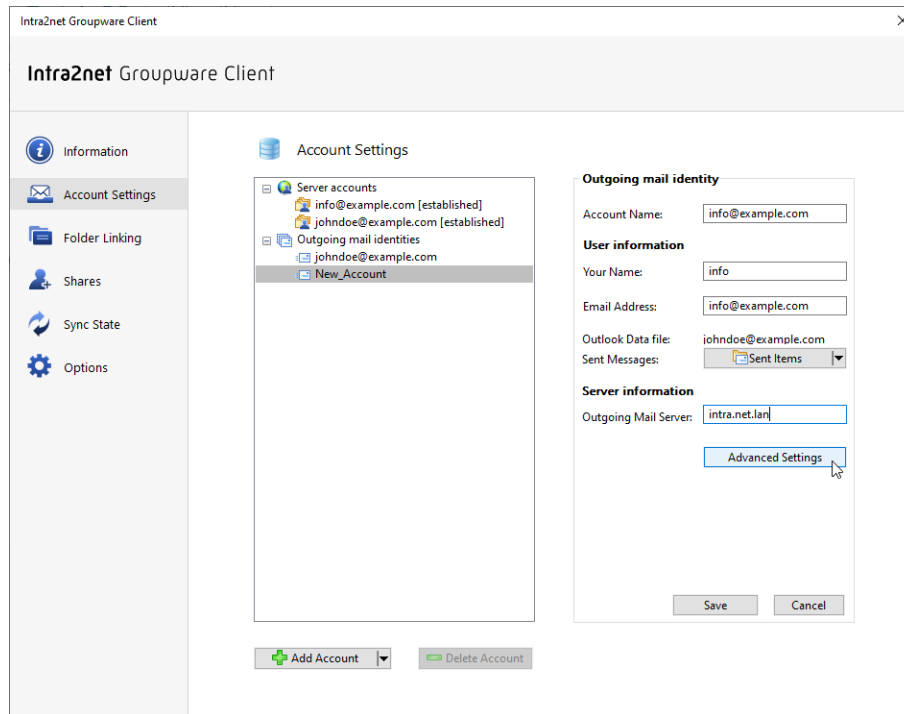 Intra2net Groupware Client
Intra2net Groupware Client
Information
Account Settings
Folder Linking
Shares
Sync State
Options
Account Settings
Server accounts
info@example.com [established]
johndoe@example.com [established]
Outgoing mail identities
johndoe@example.com
New_Account
Add Account
Delete Account
Outgoing mail identity
Account Name: info@example.com
User information
Your Name: info
Email Address: info@example.com
Outlook Data file: johndoe@example.com
Sent Messages: Sent Items
Server information
Outgoing Mail Server: intra.net.lan
Advanced Settings
Save Cancel